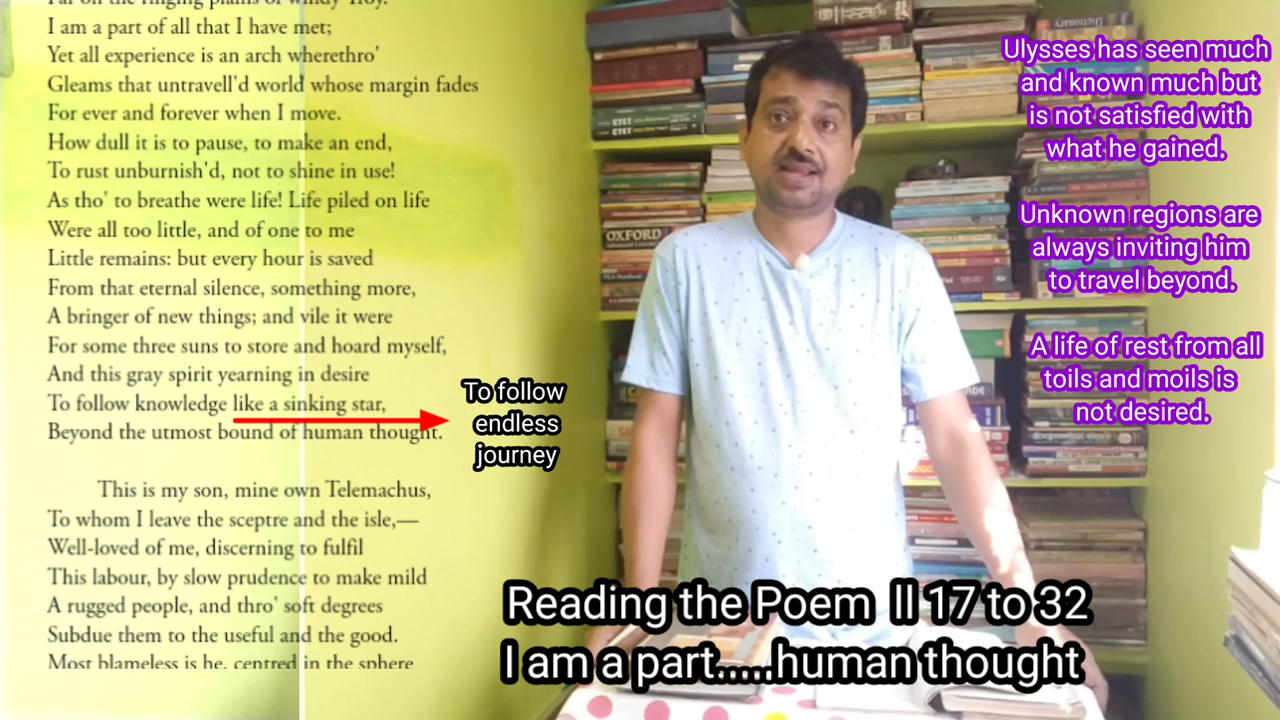 Far on the ringing plains of windy Troy.
I am a part of all that I have met;
Yet all experience is an arch wherethro'
Gleams that untravell'd world whose margin fades
For ever and forever when I move.
How dull it is to pause, to make an end,
To rust unburnish'd, not to shine in use!
As tho' to breathe were life! Life piled on life
Were all too little, and of one to me
Little remains: but every hour is saved
From that eternal silence, something more,
A bringer of new things; and vile it were
For some three suns to store and hoard myself,
And this gray spirit yearning in desire
To follow knowledge like a sinking star,
Beyond the utmost bound of human thought.
This is my son, mine own Telemachus,
To whom I leave the sceptre and the isle,—
Well-loved of me, discerning to fulfil
This labour, by slow prudence to make mild
A rugged people, and thro' soft degrees
Subdue them to the useful and the good.
Most blameless is he, centred in the sphere
To follow
endless
journey
Ulysses has seen much
and known much but
is not satisfied with
what he gained.
Unknown regions are
always inviting him
to travel beyond.
A life of rest from all
toils and moils is
not desired.
Dictionary
CTET
CTET
OXFORD
Reading the Poem ll 17 to 32
I am a part.....human thought